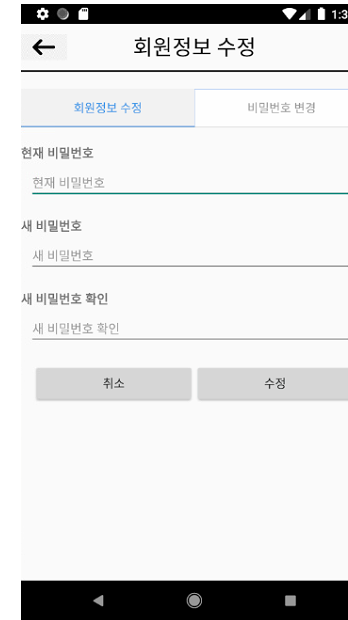 1:3
회원정보 수정
회원정보 수정
비밀번호 변경
현재 비밀번호
현재 비밀번호
새 비밀번호
새 비밀번호
새 비밀번호 확인
새 비밀번호 확인
취소
수정